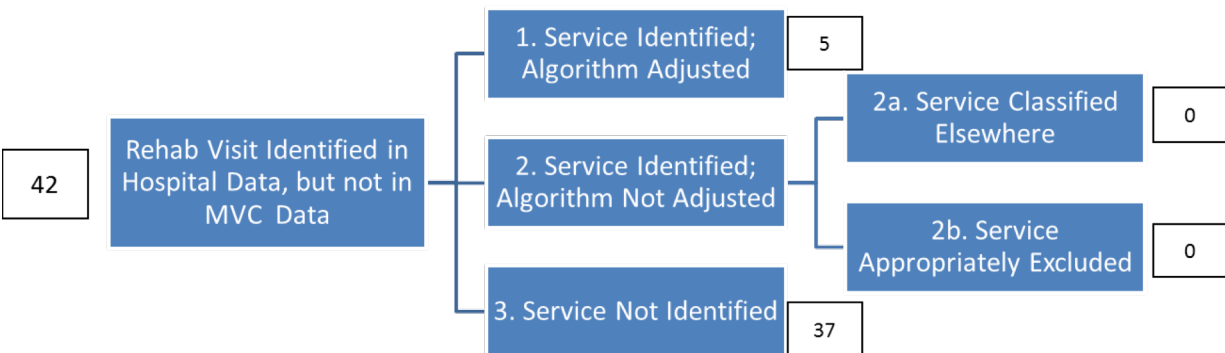 42
Rehab Visit Identified in
Hospital Data, but not in
MVC Data
1. Service Identified;
Algorithm Adjusted
5
2. Service Identified;
Algorithm Not Adjusted
2a. Service Classified
Elsewhere
0
2b. Service
Appropriately Excluded
0
3. Service Not Identified
37